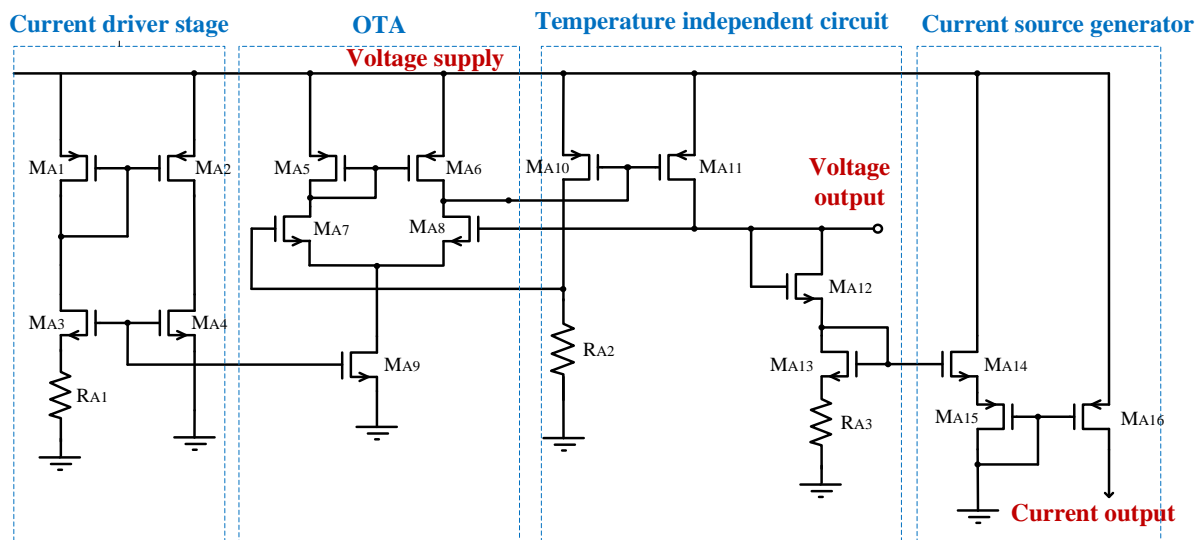 Current driver stage
OTA
Temperature independent circuit
Current source generator
Voltage supply
MA1
MA2
MA5
MA6
MA10
MA11
Voltage
output
MA7
MA8
MA12
MA3
MA4
MA9
RA2
MA13
MA14
RA1
RA3
MA15
MA16
Current output